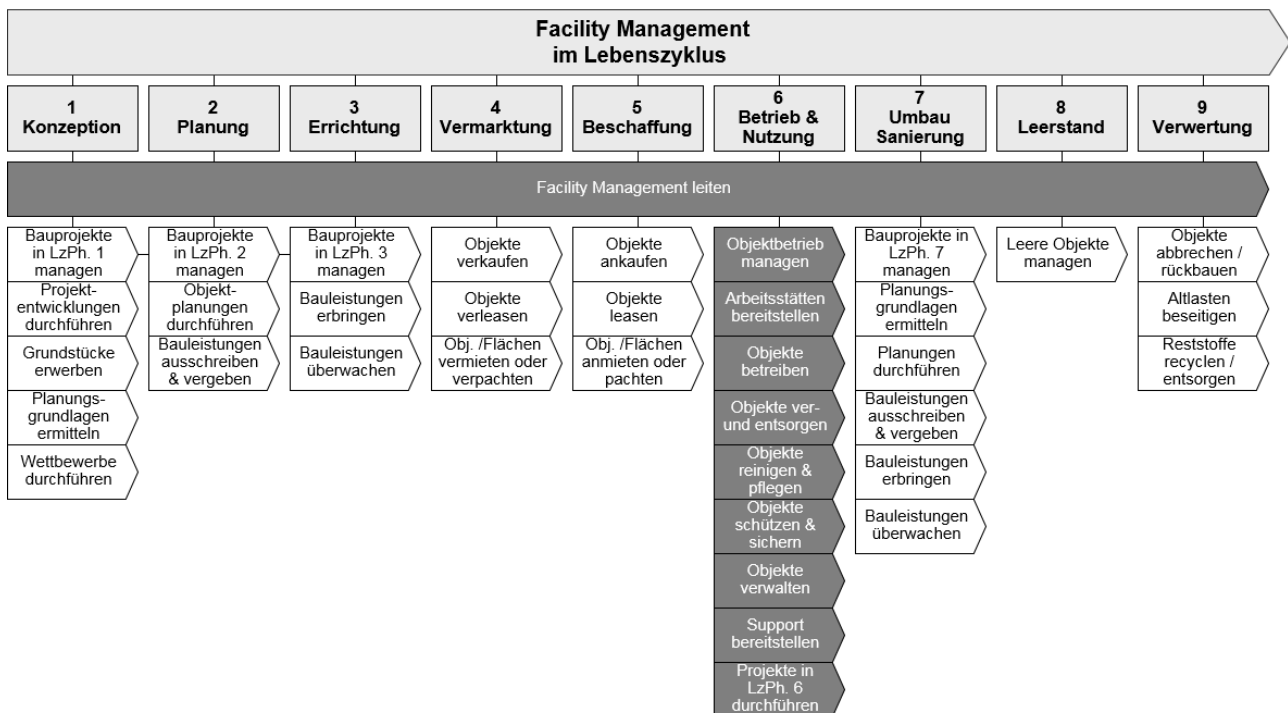 Facility Management
im Lebenszyklus
1
Konzeption
2
Planung
3
Errichtung
4
Vermarktung
5
Beschaffung
6
Betrieb &
Nutzung
7
Umbau
Sanierung
8
Leerstand
9
Verwertung
Facility Management leiten
Bauprojekte
in LzPh. 1
managen
Projekt-
entwicklungen
durchführen
Grundstücke
erwerben
Planungs-
grundlagen
ermitteln
Wettbewerbe
durchführen
Bauprojekte
in LzPh. 2
managen
Objekt-
planungen
durchführen
Bauleistungen
ausschreiben
& vergeben
Bauprojekte
in LzPh. 3
managen
Bauleistungen
erbringen
Bauleistungen
überwachen
Objekte
verkaufen
Objekte
verleasen
Obj. /Flächen
vermieten oder
verpachten
Objekte
ankaufen
Objekte
leasen
Obj. /Flächen
anmieten oder
pachten
Objektbetrieb
managen
Arbeitsstätten
bereitstellen
Objekte
betreiben
Objekte ver-
und entsorgen
Objekte
reinigen &
pflegen
Objekte
schützen &
sichern
Objekte
verwalten
Support
bereitstellen
Projekte in
LzPh. 6
durchführen
Bauprojekte in
LzPh. 7
managen
Planungs-
grundlagen
ermitteln
Planungen
durchführen
Bauleistungen
ausschreiben
& vergeben
Bauleistungen
erbringen
Bauleistungen
überwachen
Leere Objekte
managen
Objekte
abbrechen /
rückbauen
Altlasten
beseitigen
Reststoffe
recyclen /
entsorgen